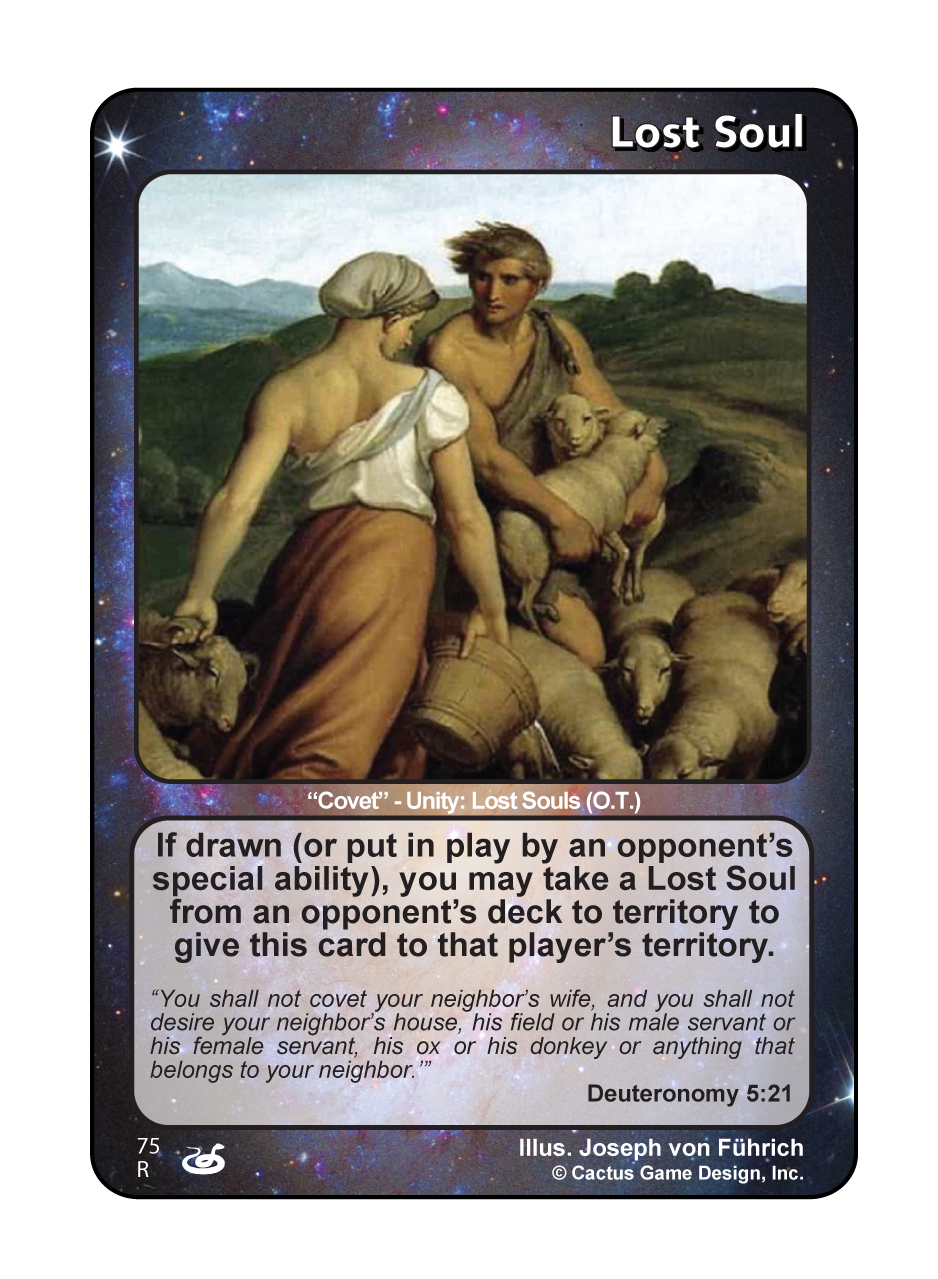 Lost Soul
“Covet” - Unity: Lost Souls (O.T.)
If drawn (or put in play by an opponent’s
special ability), you may take a Lost Soul
from an opponent’s deck to territory to
give this card to that player’s territory.
“You shall not covet your neighbor’s wife, and you shall not
desire your neighbor’s house, his field or his male servant or
his female servant, his ox or his donkey or anything that
belongs to your neighbor.’”
Deuteronomy 5:21
75
R
Illus. Joseph von Führich
© Cactus Game Design, Inc.